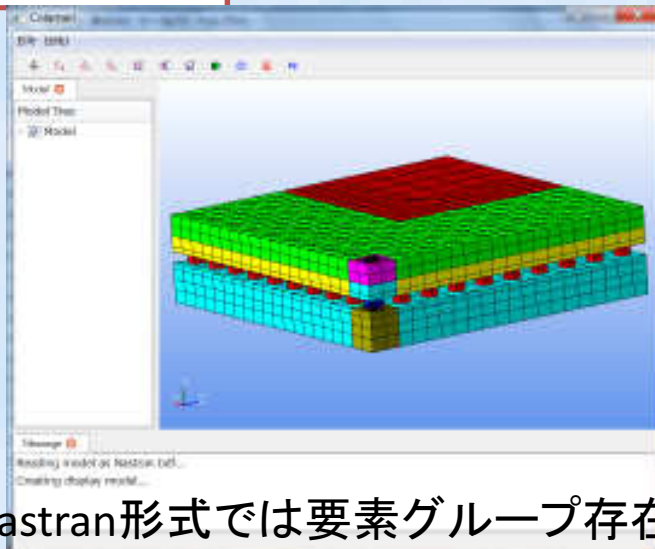 Model
Model Tree
Model
Message
Reading model as Nastran bdf...
Creating display model...
astran形式では要素グループ存在